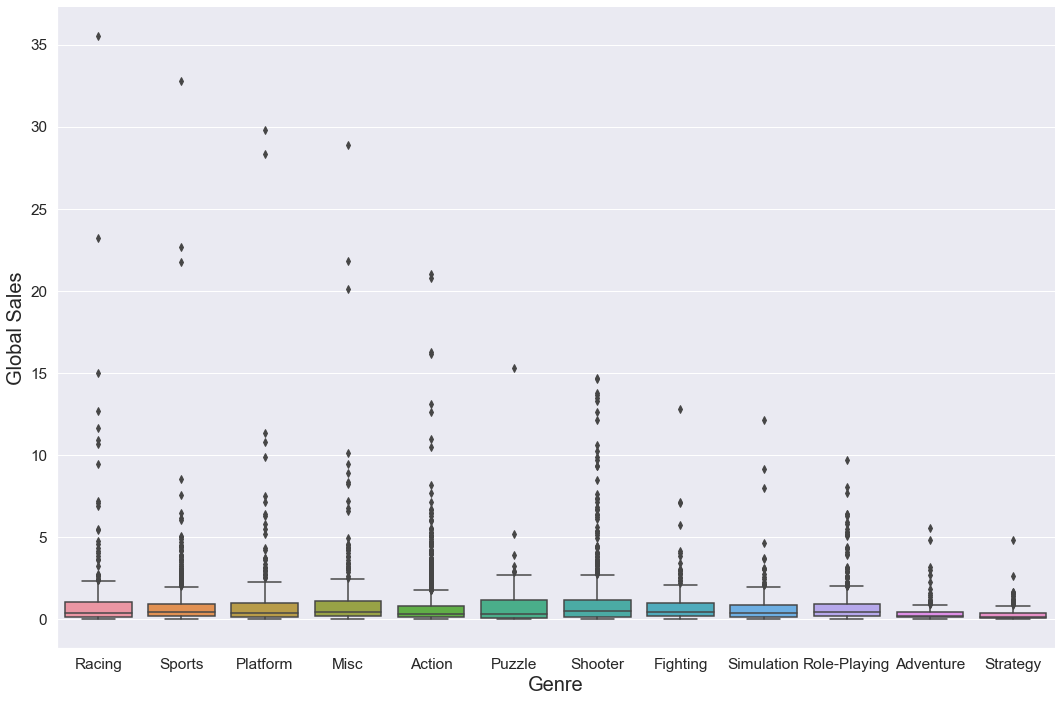 35
30
25
20
15
10
5
0
Global Sales
Racing Sports Platform Misc Action Puzzle Shooter Fighting Simulation Role-Playing Adventure Strategy
Genre